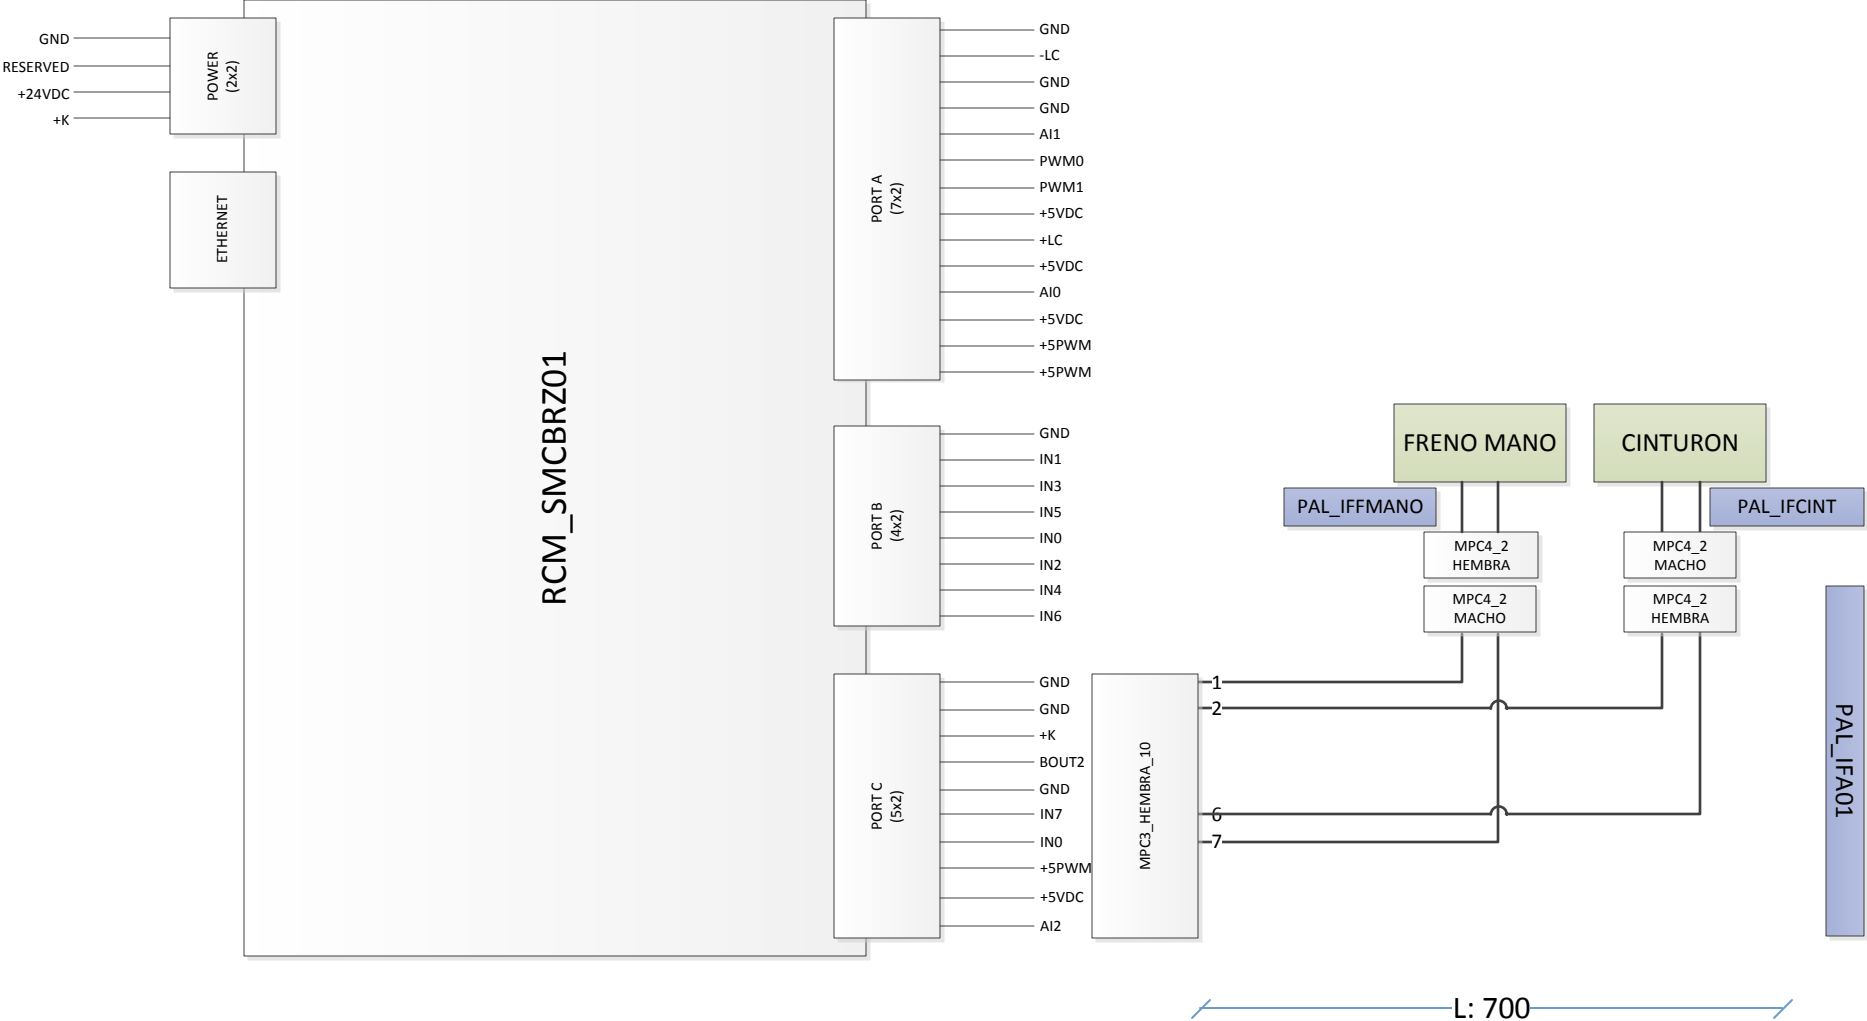 GND
RESERVED
+24VDC
+K
POWER
(2x2)
ETHERNET
RCM_SMCBRZ01
PORT A
(7x2)
GND
-LC
GND
GND
AI1
PWM0
PWM1
+5VDC
+LC
+5VDC
AI0
+5VDC
+5PWM
+5PWM
PORT B
(4x2)
GND
IN1
IN3
IN5
IN0
IN2
IN4
IN6
PORT C
(5x2)
GND
GND
+K
BOUT2
GND
IN7
IN0
+5PWM
+5VDC
AI2
MPC3_HEMBRA_10
1
2
6
7
FRENO MANO
CINTURON
PAL_IFFMANO
PAL_IFCINT
MPC4_2
HEMBRA
MPC4_2
MACHO
MPC4_2
MACHO
MPC4_2
HEMBRA
PAL_IFA01
L: 700